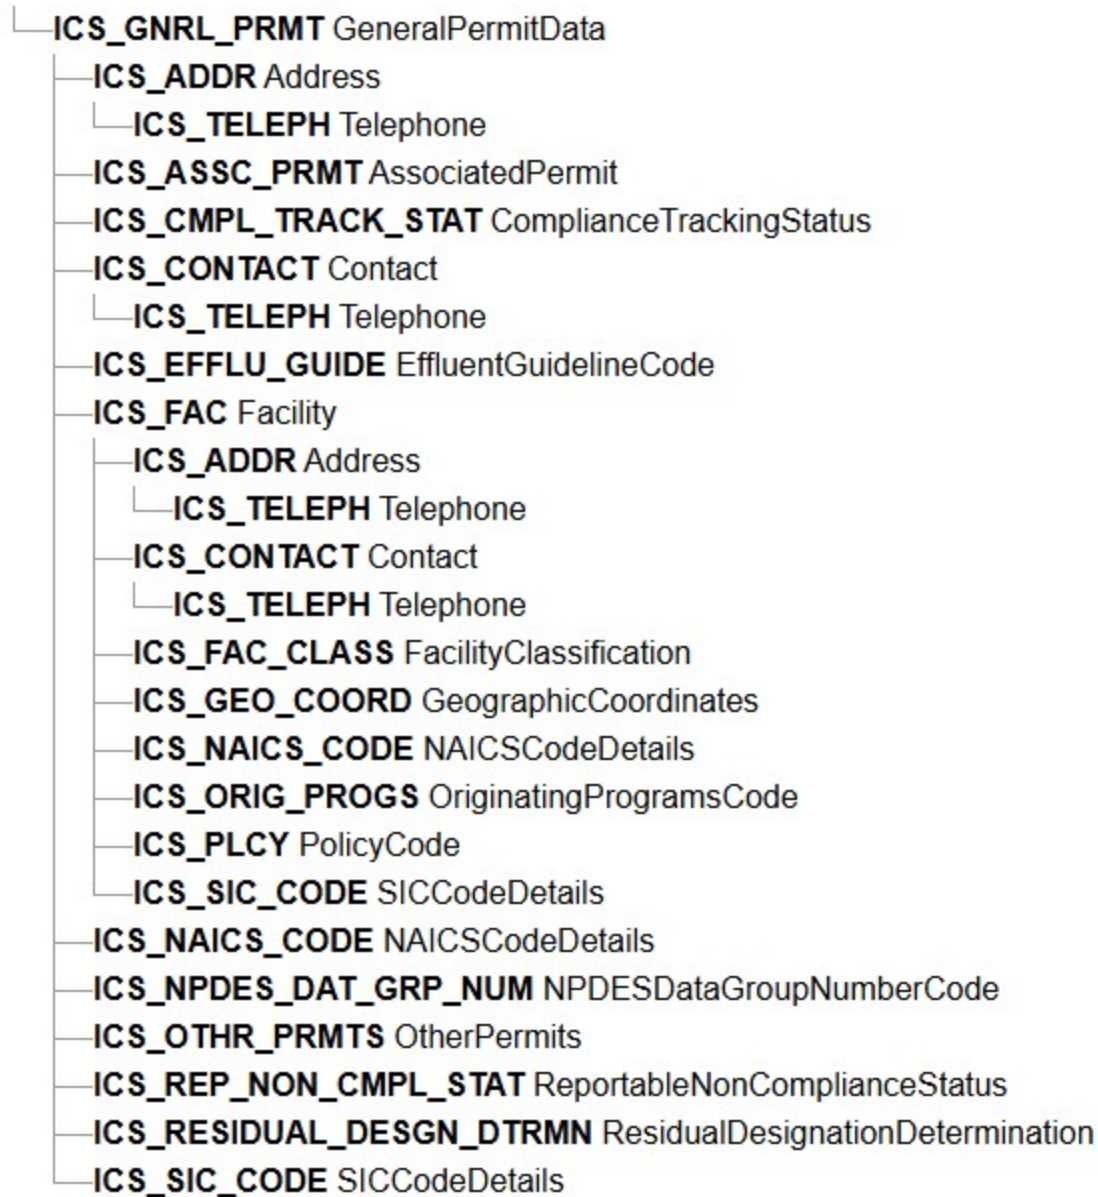 ICS_GNRL_PRMT GeneralPermitData
ICS_ADDR Address
ICS_TELEPH Telephone
ICS_ASSC_PRMT AssociatedPermit
ICS_CMPL_TRACK_STAT ComplianceTrackingStatus
ICS_CONTACT Contact
ICS_TELEPH Telephone
ICS_EFFLU_GUIDE EffluentGuidelineCode
ICS_FAC Facility
ICS_ADDR Address
ICS_TELEPH Telephone
ICS_CONTACT Contact
ICS_TELEPH Telephone
ICS_FAC_CLASS FacilityClassification
ICS_GEO_COORD GeographicCoordinates
ICS_NAICS_CODE NAICSCodeDetails
ICS_ORIG_PROGS OriginatingProgramsCode
ICS_PLCY PolicyCode
ICS_SIC_CODE SICCodeDetails
ICS_NAICS_CODE NAICSCodeDetails
ICS_NPDES_DAT_GRP_NUM NPDESDataGroupNumberCode
ICS_OTHR_PRMTS OtherPermits
ICS_REP_NON_CMPL_STAT ReportableNonComplianceStatus
ICS_RESIDUAL_DESGN_DTRMN ResidualDesignationDetermination
ICS_SIC_CODE SICCodeDetails